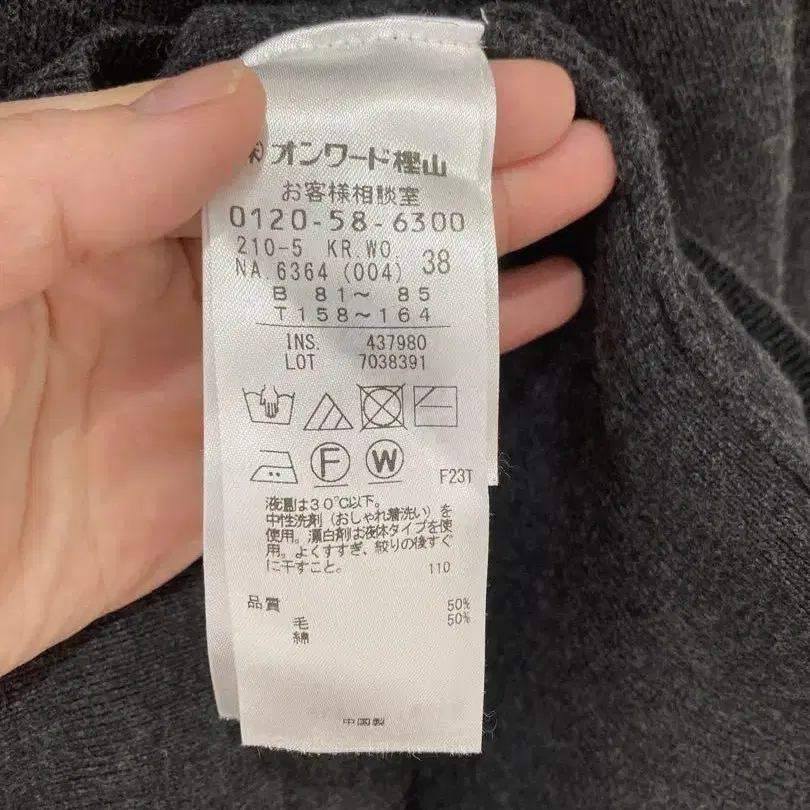 オンワード樫山
お客様相談室
0120-58-6300
210-5 KR.WO. 38
NA.6364 (004)
B 81~ 85
T158~164
INS. 437980
LOT 7038391
F W F23T
液温は30℃以下。
中性洗剤(おしゃれ着洗い)を
使用。漂白剤は液体タイプを使
用。よくすすぎ、絞りの後すぐ
に干すこと。 110
品質 50%
毛 50%
綿
中国製